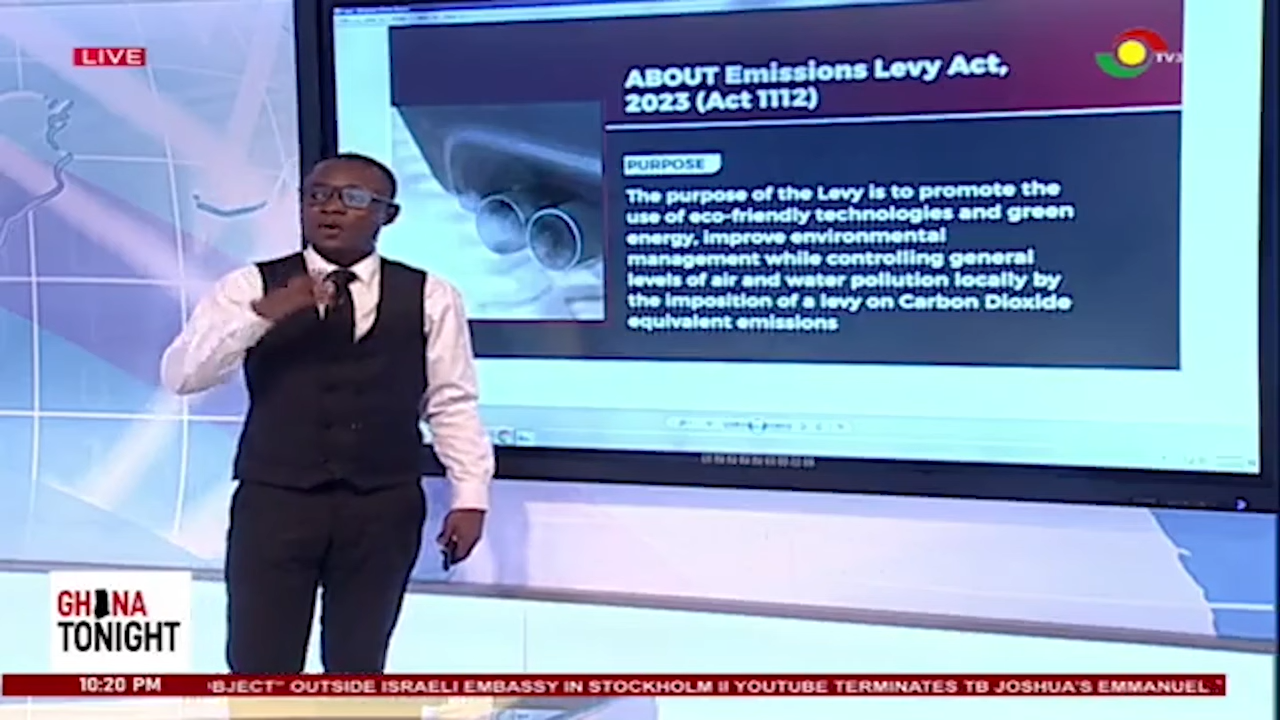 LIVE
TV3
ABOUT Emissions Levy Act,
2023 (Act 1112)
PURPOSE
The purpose of the Levy is to promote the
use of eco-friendly technologies and green
energy, improve environmental
management while controlling general
levels of air and water pollution locally by
the imposition of a levy on Carbon Dioxide
equivalent emissions
GHANA
TONIGHT
10:20 PM
BJECT" OUTSIDE ISRAELI EMBASSY IN STOCKHOLM II YOUTUBE TERMINATES TB JOSHUA'S EMMANUEL